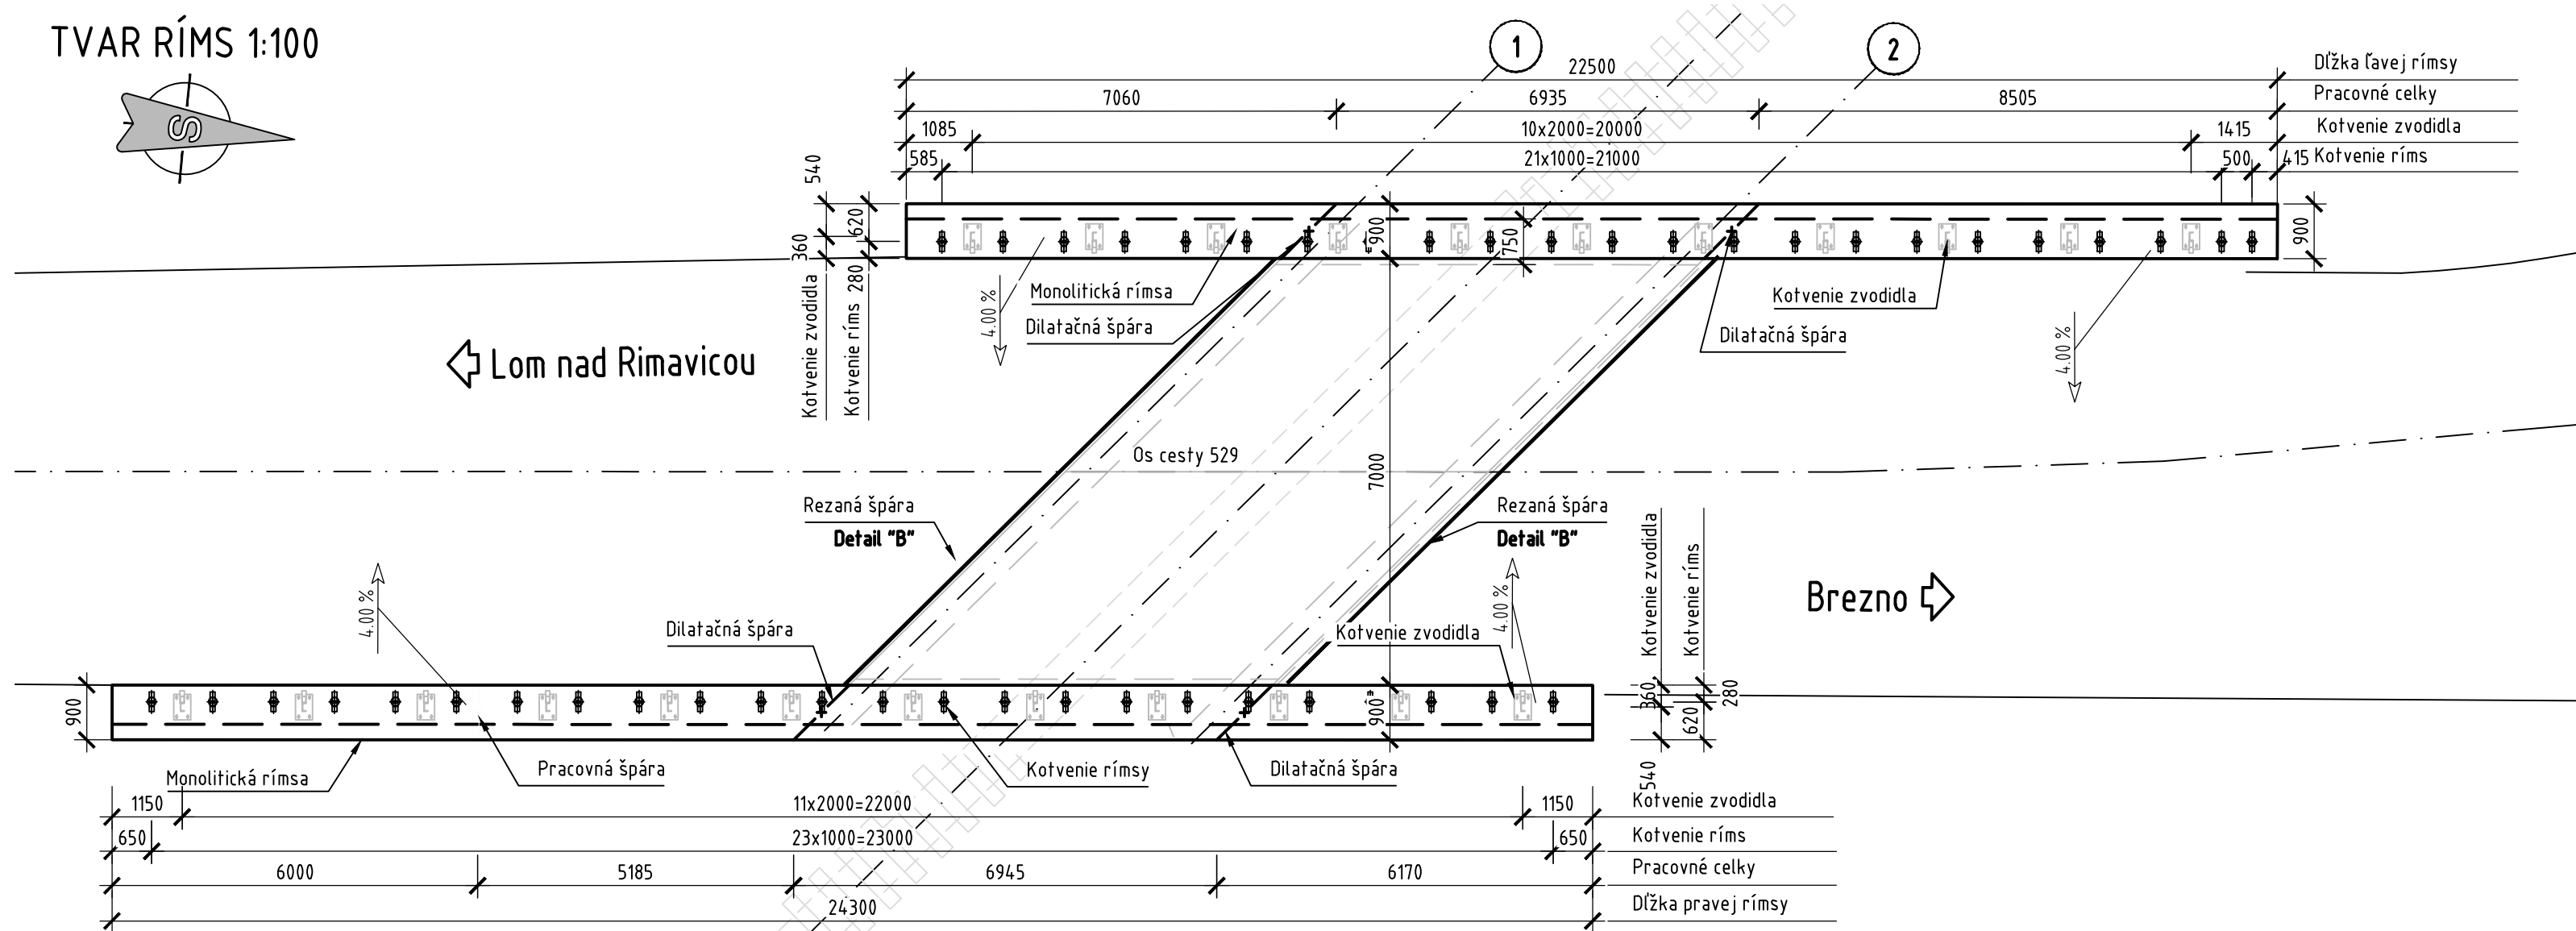 TVAR RÍMS 1:100
S
1
2
22500
Dĺžka ľavej rímsy
7060
6935
8505
Pracovné celky
1085
10x2000=20000
1415
Kotvenie zvodidla
585
21x1000=21000
500
415
Kotvenie ríms
540
360
620
280
Kotvenie zvodidla
Kotvenie ríms
900
750
900
4.00 %
Monolitická rímsa
Dilatačná špára
Kotvenie zvodidla
Dilatačná špára
4.00 %
Lom nad Rimavicou
Os cesty 529
7000
Rezaná špára
Detail "B"
Rezaná špára
Detail "B"
4.00 %
4.00 %
Kotvenie zvodidla
Kotvenie ríms
Brezno
Dilatačná špára
Kotvenie zvodidla
900
900
360
280
620
540
Monolitická rímsa
Pracovná špára
Kotvenie rímsy
Dilatačná špára
1150
11x2000=22000
1150
Kotvenie zvodidla
650
23x1000=23000
650
Kotvenie ríms
6000
5185
6945
6170
Pracovné celky
24300
Dĺžka pravej rímsy